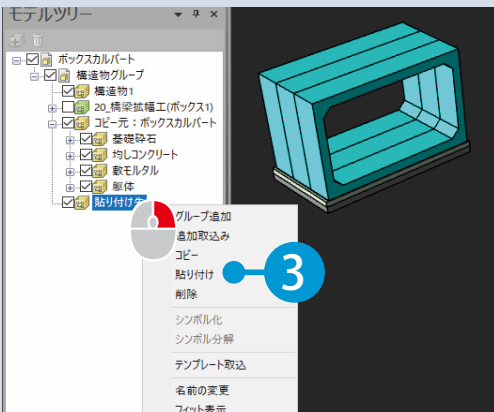 モデルツリー
ボックスカルバート
構造物グループ
構造物1
20_橋梁拡幅工(ボックス1)
コピー元：ボックスカルバート
基礎砕石
均しコンクリート
敷モルタル
躯体
貼り付け先
グループ追加
追加取込み
コピー
貼り付け
3
削除
シンボル化
シンボル分解
テンプレート取込
名前の変更
フィット表示